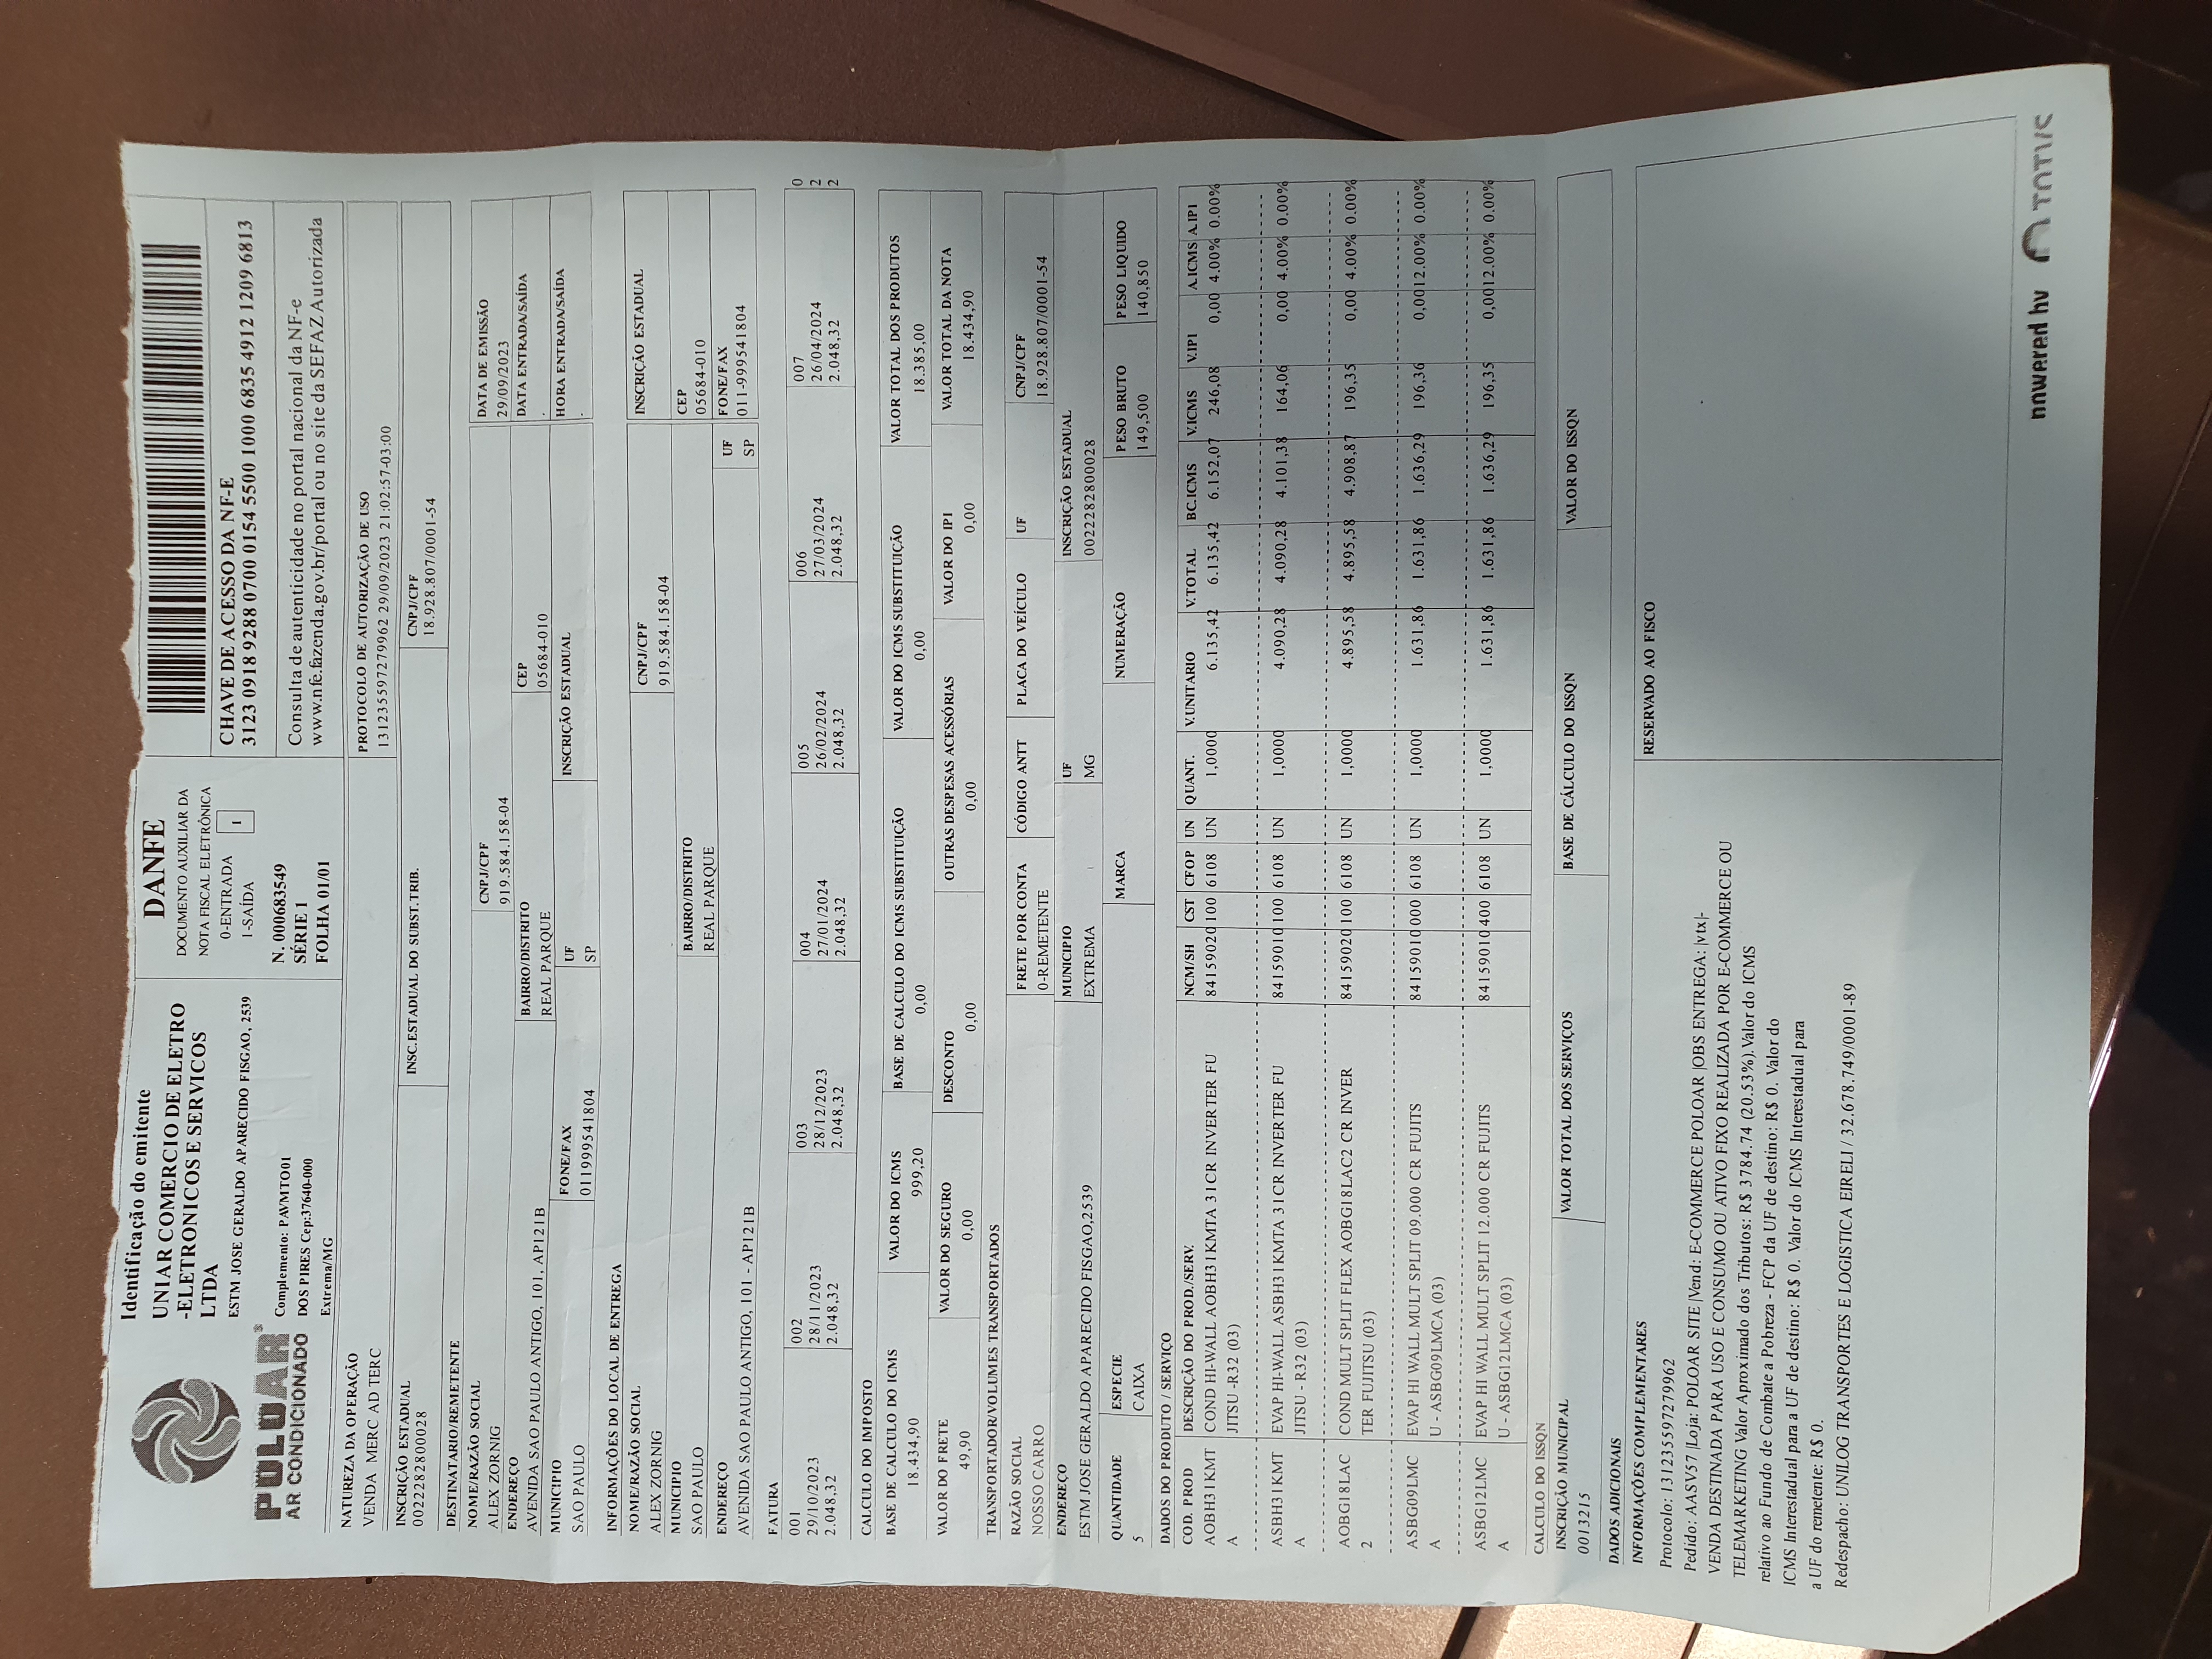 Identificação do emitente
UNIAR COMERCIO DE ELETRO
-ELETRONICOS E SERVICOS
LTDA
ESTM JOSE GERALDO APARECIDO FISGAO, 2539
Complemento: PAVMTO01
DOS PIRES Cep:37640-000
Extrema/MG
POLOAR®
AR CONDICIONADO
DANFE
DOCUMENTO AUXILIAR DA
NOTA FISCAL ELETRÔNICA
0-ENTRADA
1-SAÍDA
1
N. 000683549
SÉRIE 1
FOLHA 01/01
CHAVE DE ACESSO DA NF-E
3123 0918 9288 0700 0154 5500 1000 6835 4912 1209 6813
Consulta de autenticidade no portal nacional da NF-e
www.nfe.fazenda.gov.br/portal ou no site da SEFAZ Autorizada
NATUREZA DA OPERAÇÃO
VENDA MERC AD TERC
PROTOCOLO DE AUTORIZAÇÃO DE USO
131235597279962 29/09/2023 21:02:57-03:00
INSCRIÇÃO ESTADUAL INSC.ESTADUAL DO SUBST.TRIB. CNPJ/CPF
0022282800028 18.928.807/0001-54
DESTINATARIO/REMETENTE
NOME/RAZÃO SOCIAL CNPJ/CPF DATA DE EMISSÃO
ALEX ZORNIG 919.584.158-04 29/09/2023
ENDEREÇO BAIRRO/DISTRITO CEP DATA ENTRADA/SAÍDA
AVENIDA SAO PAULO ANTIGO, 101, AP121B REAL PARQUE 05684-010 .
MUNICIPIO FONE/FAX UF INSCRIÇÃO ESTADUAL HORA ENTRADA/SAÍDA
SAO PAULO 011999541804 SP .
INFORMAÇÕES DO LOCAL DE ENTREGA
NOME/RAZÃO SOCIAL CNPJ/CPF INSCRIÇÃO ESTADUAL
ALEX ZORNIG 919.584.158-04
MUNICIPIO BAIRRO/DISTRITO CEP
SAO PAULO REAL PARQUE 05684-010
ENDEREÇO UF FONE/FAX
AVENIDA SAO PAULO ANTIGO, 101 - AP121B SP 011-999541804
FATURA
001 002 003 004 005 006 007 0
29/10/2023 28/11/2023 28/12/2023 27/01/2024 26/02/2024 27/03/2024 26/04/2024 2
2.048,32 2.048,32 2.048,32 2.048,32 2.048,32 2.048,32 2.048,32 2
CALCULO DO IMPOSTO
BASE DE CALCULO DO ICMS VALOR DO ICMS BASE DE CALCULO DO ICMS SUBSTITUIÇÃO VALOR DO ICMS SUBSTITUIÇÃO VALOR TOTAL DOS PRODUTOS
18.434,90 999,20 0,00 0,00 18.385,00
VALOR DO FRETE VALOR DO SEGURO DESCONTO OUTRAS DESPESAS ACESSÓRIAS VALOR DO IPI VALOR TOTAL DA NOTA
49,90 0,00 0,00 0,00 0,00 18.434,90
TRANSPORTADOR/VOLUMES TRANSPORTADOS
RAZÃO SOCIAL FRETE POR CONTA CÓDIGO ANTT PLACA DO VEÍCULO UF CNPJ/CPF
NOSSO CARRO 0-REMETENTE 18.928.807/0001-54
ENDEREÇO MUNICIPIO UF INSCRIÇÃO ESTADUAL
ESTM JOSE GERALDO APARECIDO FISGAO,2539 EXTREMA MG 0022282800028
QUANTIDADE ESPECIE MARCA NUMERAÇÃO PESO BRUTO PESO LIQUIDO
5 CAIXA 149,500 140,850
DADOS DO PRODUTO / SERVIÇO
COD. PROD DESCRIÇÃO DO PROD./SERV. NCM/SH CST CFOP UN QUANT. V.UNITARIO V.TOTAL BC.ICMS V.ICMS V.IPI A.ICMS A.IPI
AOBH31KMT COND HI-WALL AOBH31KMTA 31CR INVERTER FU 84159020 100 6108 UN 1,0000 6.135,42 6.135,42 6.152,07 246,08 0,00 4.00% 0.00%
A JITSU -R32 (03)
ASBH31KMT EVAP HI-WALL ASBH31KMTA 31CR INVERTER FU 84159010 100 6108 UN 1,0000 4.090,28 4.090,28 4.101,38 164,06 0,00 4.00% 0.00%
A JITSU - R32 (03)
AOBG18LAC COND MULT SPLIT FLEX AOBG18LAC2 CR INVER 84159020 100 6108 UN 1,0000 4.895,58 4.895,58 4.908,87 196,35 0,00 4.00% 0.00%
2 TER FUJITSU (03)
ASBG09LMC EVAP HI WALL MULT SPLIT 09.000 CR FUJITS 84159010 000 6108 UN 1,0000 1.631,86 1.631,86 1.636,29 196,36 0,00 12.00% 0.00%
A U - ASBG09LMCA (03)
ASBG12LMC EVAP HI WALL MULT SPLIT 12.000 CR FUJITS 84159010 400 6108 UN 1,0000 1.631,86 1.631,86 1.636,29 196,35 0,00 12.00% 0.00%
A U - ASBG12LMCA (03)
CALCULO DO ISSQN
INSCRIÇÃO MUNICIPAL VALOR TOTAL DOS SERVIÇOS BASE DE CÁLCULO DO ISSQN VALOR DO ISSQN
0013215
DADOS ADICIONAIS
INFORMAÇÕES COMPLEMENTARES RESERVADO AO FISCO
Protocolo: 131235597279962
Pedido: AASV57 |Loja: POLOAR SITE |Vend: E-COMMERCE POLOAR |OBS ENTREGA: |vtx|-
VENDA DESTINADA PARA USO E CONSUMO OU ATIVO FIXO REALIZADA POR E-COMMERCE OU
TELEMARKETING Valor Aproximado dos Tributos: R$ 3784.74 (20.53%).Valor do ICMS
relativo ao Fundo de Combate a Pobreza - FCP da UF de destino: R$ 0. Valor do
ICMS Interestadual para a UF de destino: R$ 0. Valor do ICMS Interestadual para
a UF do remetente: R$ 0.
Redespacho: UNILOG TRANSPORTES E LOGISTICA EIRELI / 32.678.749/0001-89
powered by TOTVS